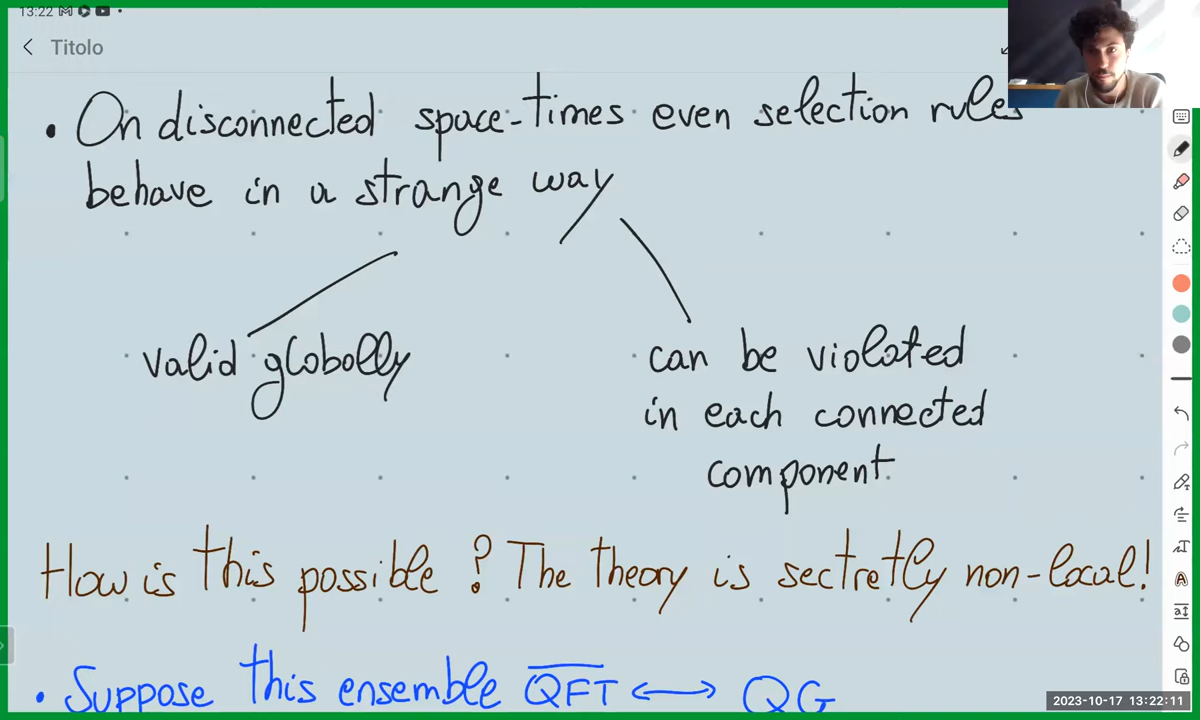 13:22
Titolo
• On disconnected space-times even selection rules
behave in a strange way
valid globolly
can be violated
in each connected
component.
How is this possible? The theory is sectretly non-local!
• Suppose this ensemble \overline{QFT} ⟷ QG
2023-10-17 13:22:11